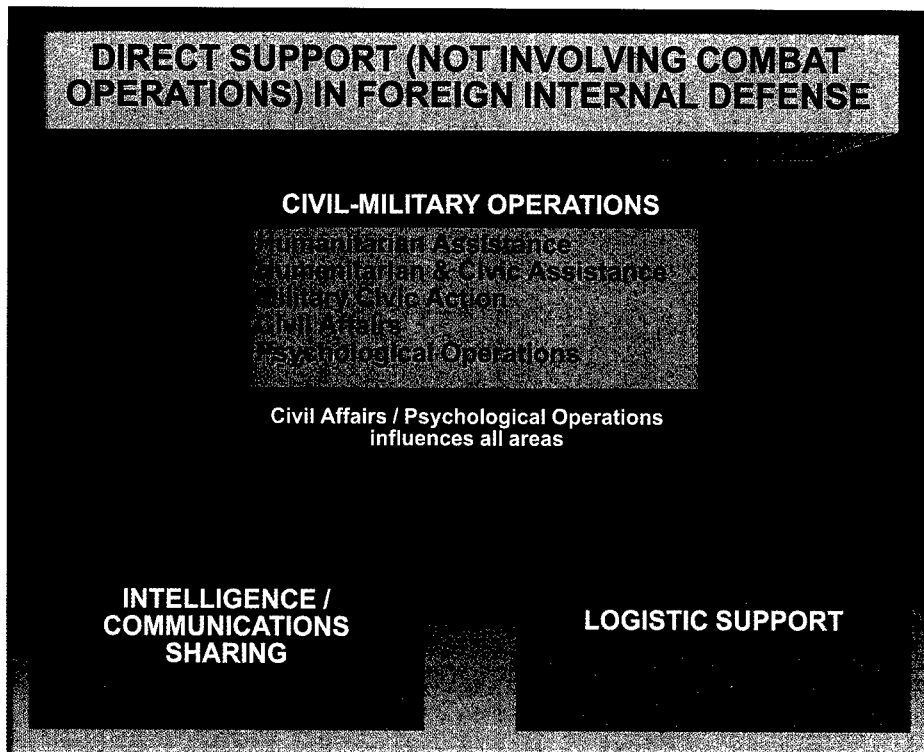 DIRECT SUPPORT (NOT INVOLVING COMBAT
OPERATIONS) IN FOREIGN INTERNAL DEFENSE
CIVIL-MILITARY OPERATIONS
Humanitarian Assistance
Humanitarian & Civic Assistance
Military Civic Action
Civil Affairs
Psychological Operations
Civil Affairs / Psychological Operations
influences all areas
INTELLIGENCE /
COMMUNICATIONS
SHARING
LOGISTIC SUPPORT